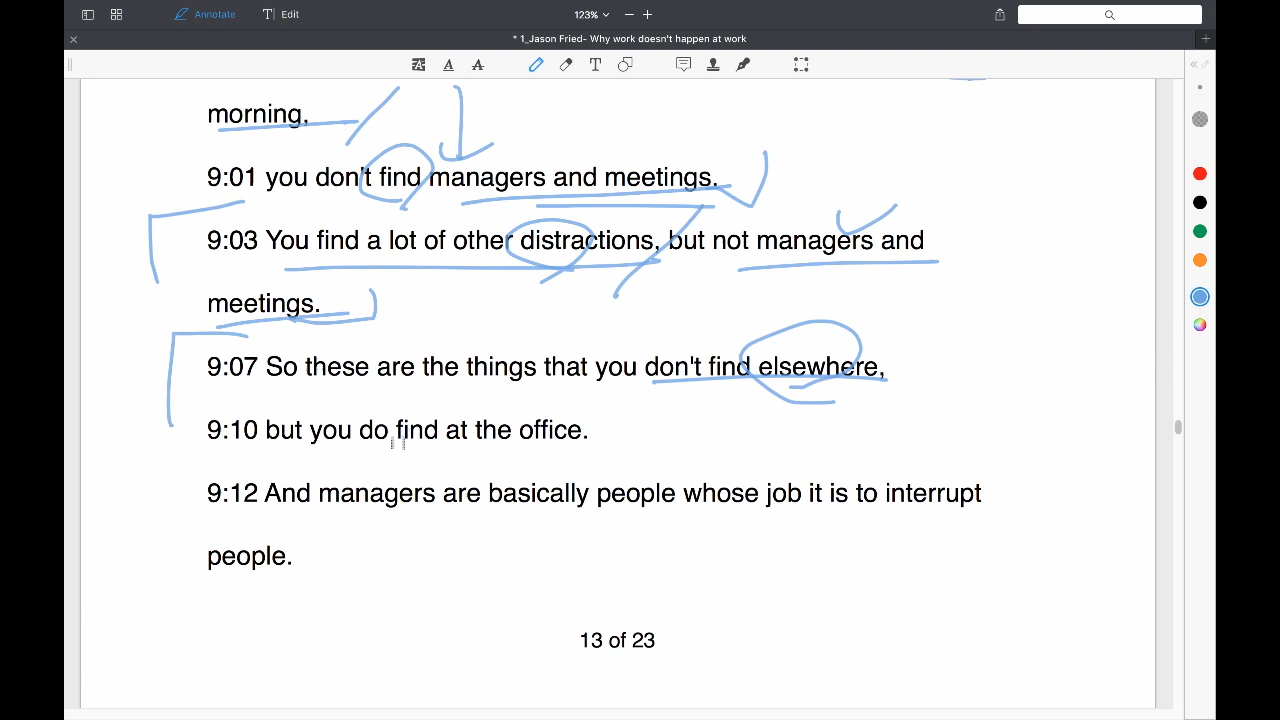 Annotate
Edit
123%
* 1_Jason Fried- Why work doesn't happen at work
morning,
9:01 you don't find managers and meetings.
9:03 You find a lot of other distractions, but not managers and
meetings.
9:07 So these are the things that you don't find elsewhere,
9:10 but you do find at the office.
9:12 And managers are basically people whose job it is to interrupt
people.
13 of 23